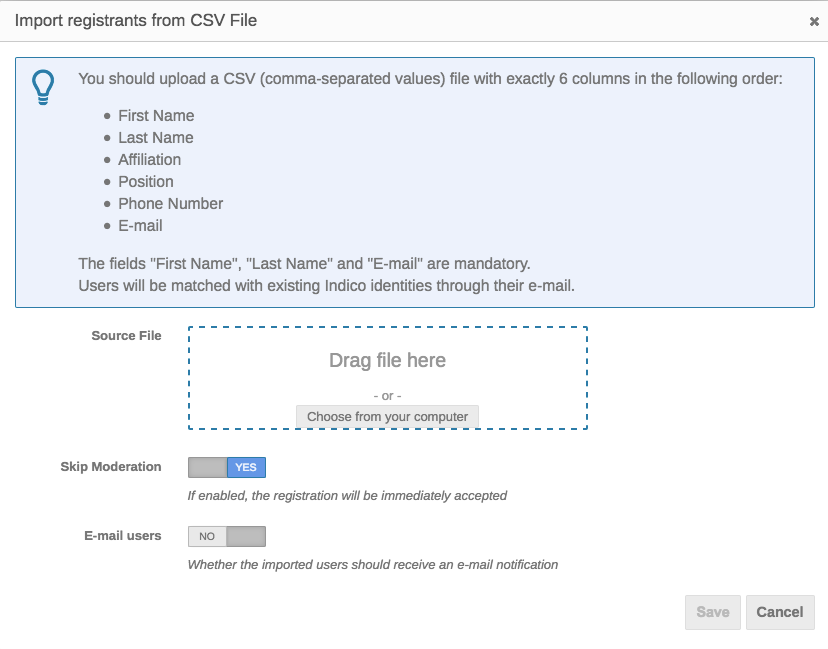 Import registrants from CSV File
You should upload a CSV (comma-separated values) file with exactly 6 columns in the following order:
First Name
Last Name
Affiliation
Position
Phone Number
E-mail
The fields "First Name", "Last Name" and "E-mail" are mandatory.
Users will be matched with existing Indico identities through their e-mail.
Source File
Drag file here
- or -
Choose from your computer
Skip Moderation
YES
If enabled, the registration will be immediately accepted
E-mail users
NO
Whether the imported users should receive an e-mail notification
Save
Cancel